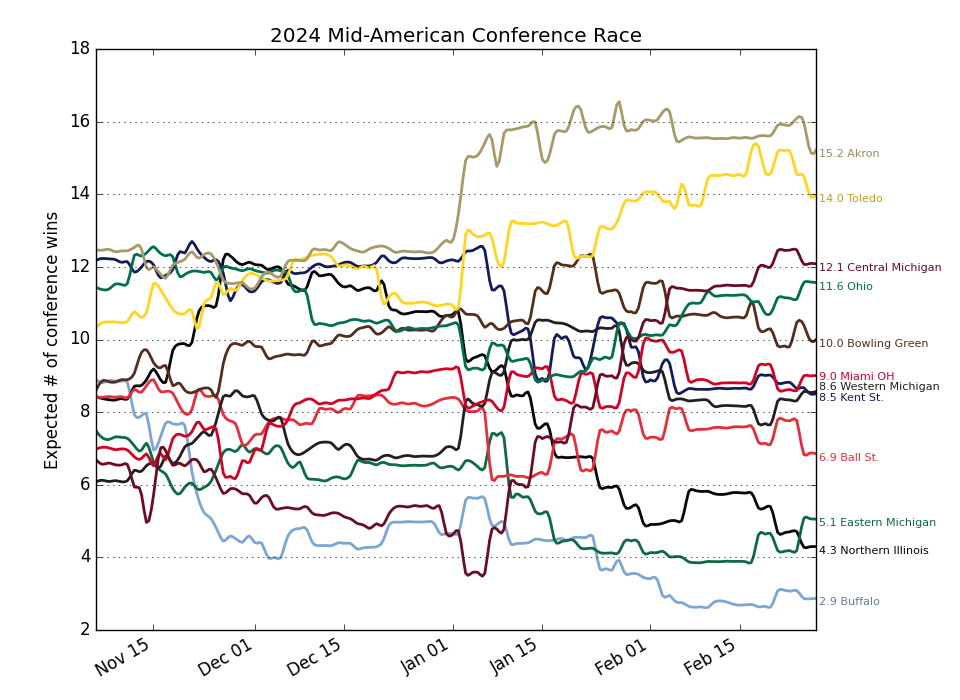 2024 Mid-American Conference Race
Expected # of conference wins
18
16
14
12
10
8
6
4
2
Nov 15
Dec 01
Dec 15
Jan 01
Jan 15
Feb 01
Feb 15
15.2 Akron
14.0 Toledo
12.1 Central Michigan
11.6 Ohio
10.0 Bowling Green
9.0 Miami OH
8.6 Western Michigan
8.5 Kent St.
6.9 Ball St.
5.1 Eastern Michigan
4.3 Northern Illinois
2.9 Buffalo